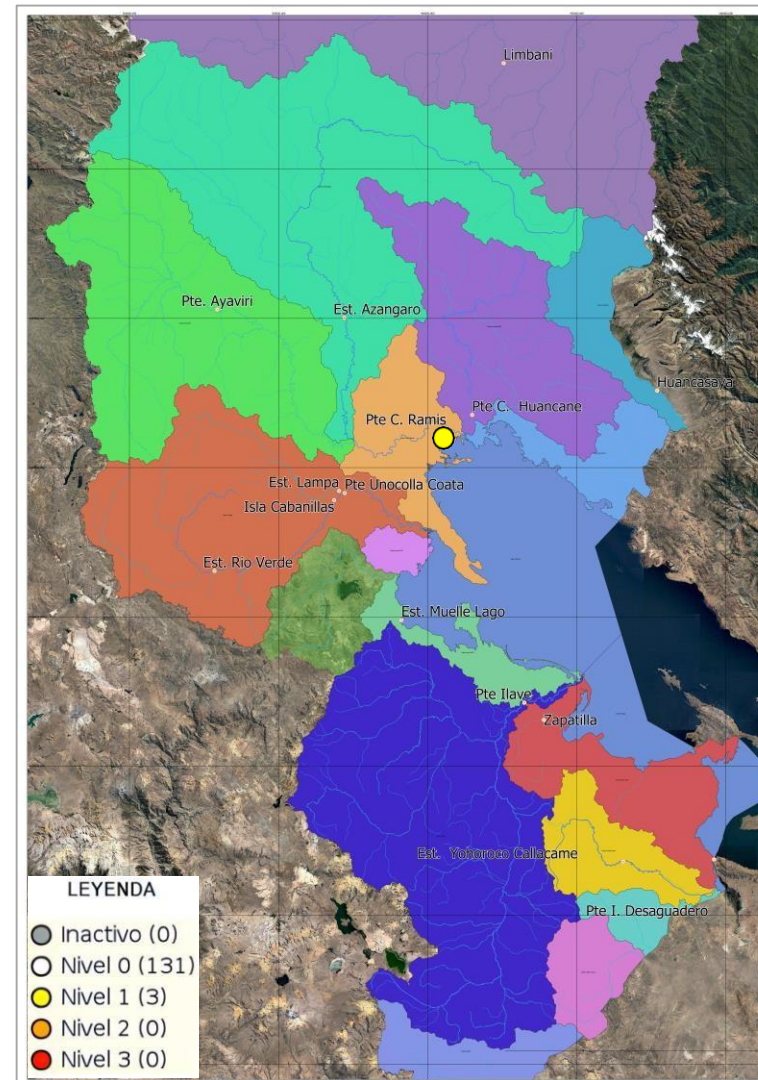 Limbani
Pte. Ayaviri
Est. Azangaro
Huancasaya
Pte C. Huancane
Pte C. Ramis
Est. Lampa
Pte Unocolla Coata
Isla Cabanillas
Est. Rio Verde
Est. Muelle Lago
Pte Ilave
Zapatilla
Est. Yohoroco Callacame
Pte I. Desaguadero
LEYENDA
Inactivo (0)
Nivel 0 (131)
Nivel 1 (3)
Nivel 2 (0)
Nivel 3 (0)